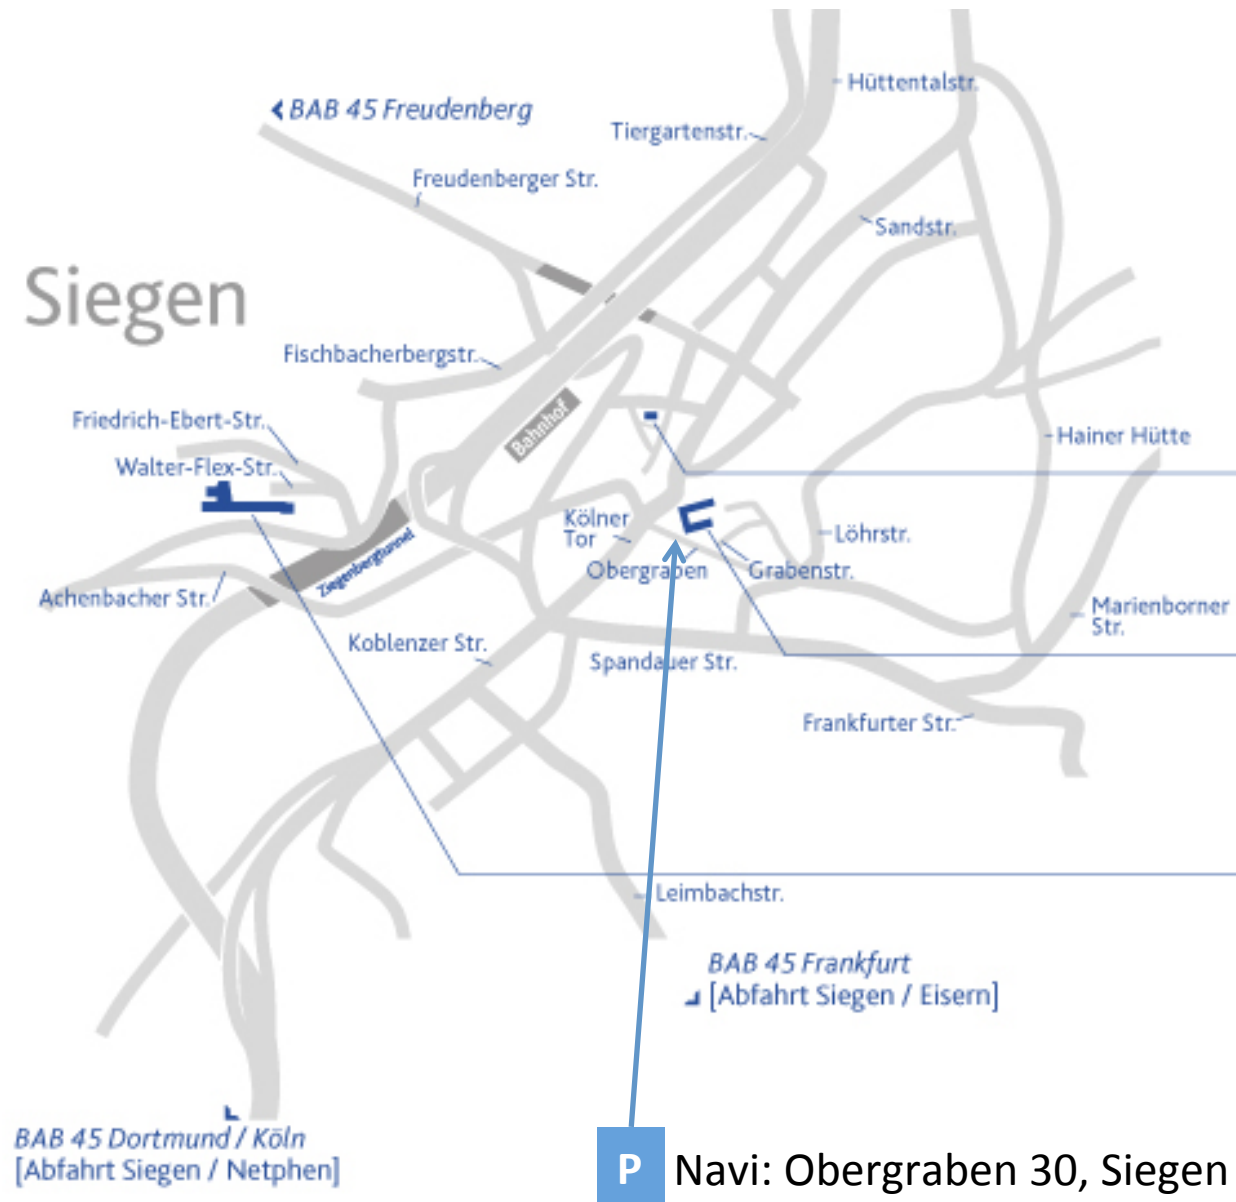 Hüttentalstr.
BAB 45 Freudenberg
Tiergartenstr.
Freudenberger Str.
Sandstr.
Siegen
Fischbacherbergstr.
Bahnhof
Friedrich-Ebert-Str.
Hainer Hütte
Walter-Flex-Str.
Kölner
Tor
Löhrstr.
Ziegenbergtunnel
Obergraben
Grabenstr.
Achenbacher Str.
Marienborner
Str.
Koblenzer Str.
Spandauer Str.
Frankfurter Str.
Leimbachstr.
BAB 45 Frankfurt
[Abfahrt Siegen / Eisern]
BAB 45 Dortmund / Köln
[Abfahrt Siegen / Netphen]
P Navi: Obergraben 30, Siegen